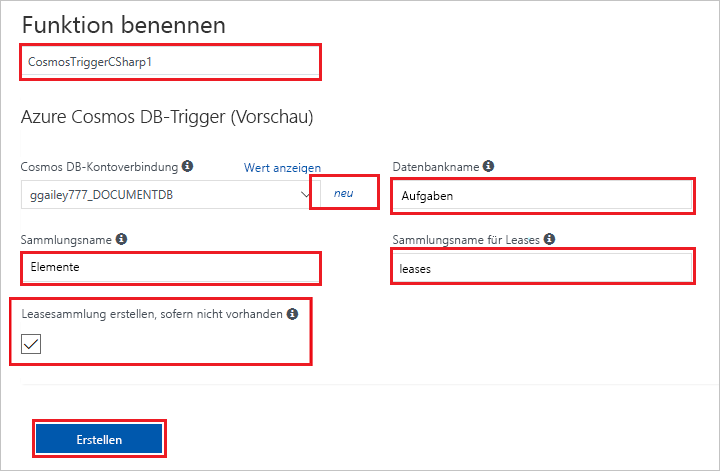 Funktion benennen
CosmosTriggerCSharp1
Azure Cosmos DB-Trigger (Vorschau)
Cosmos DB-Kontoverbindung Wert anzeigen
ggailey777_DOCUMENTDB neu
Datenbankname
Aufgaben
Sammlungsname
Elemente
Sammlungsname für Leases
leases
Leasesammlung erstellen, sofern nicht vorhanden
Erstellen